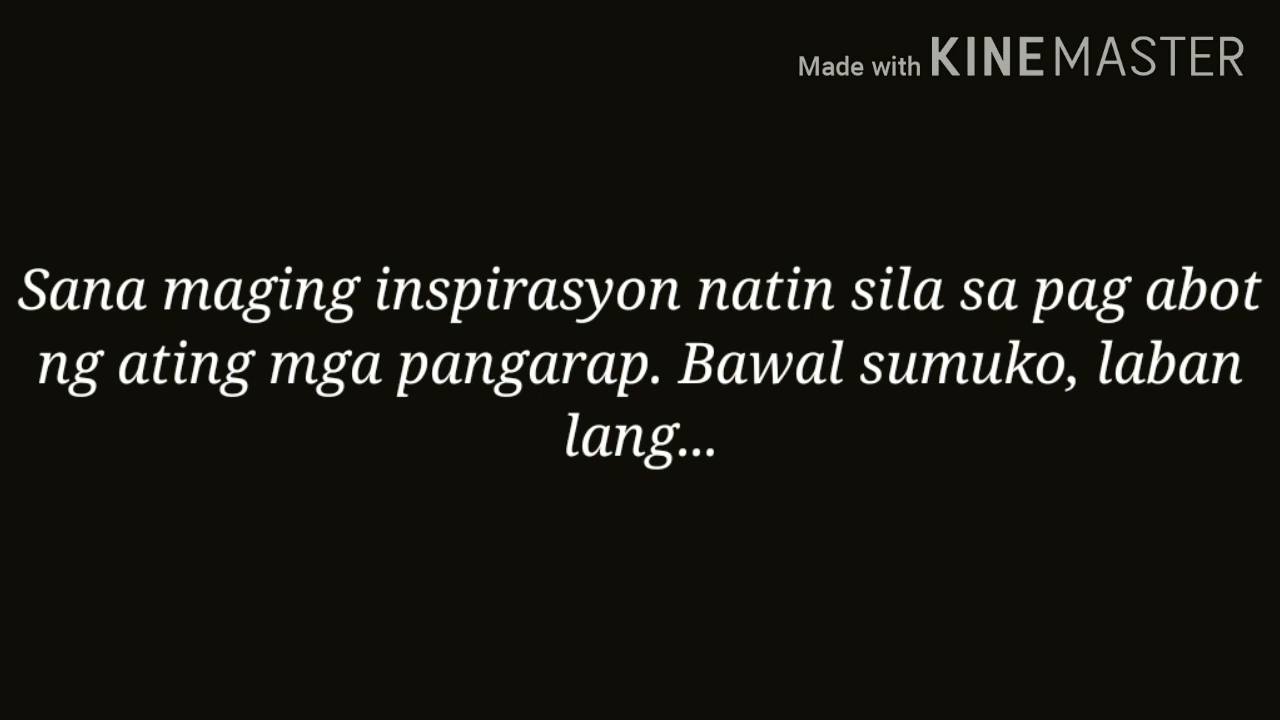 Made with KINEMASTER
Sana maging inspirasyon natin sila sa pag abot
ng ating mga pangarap. Bawal sumuko, laban
lang...